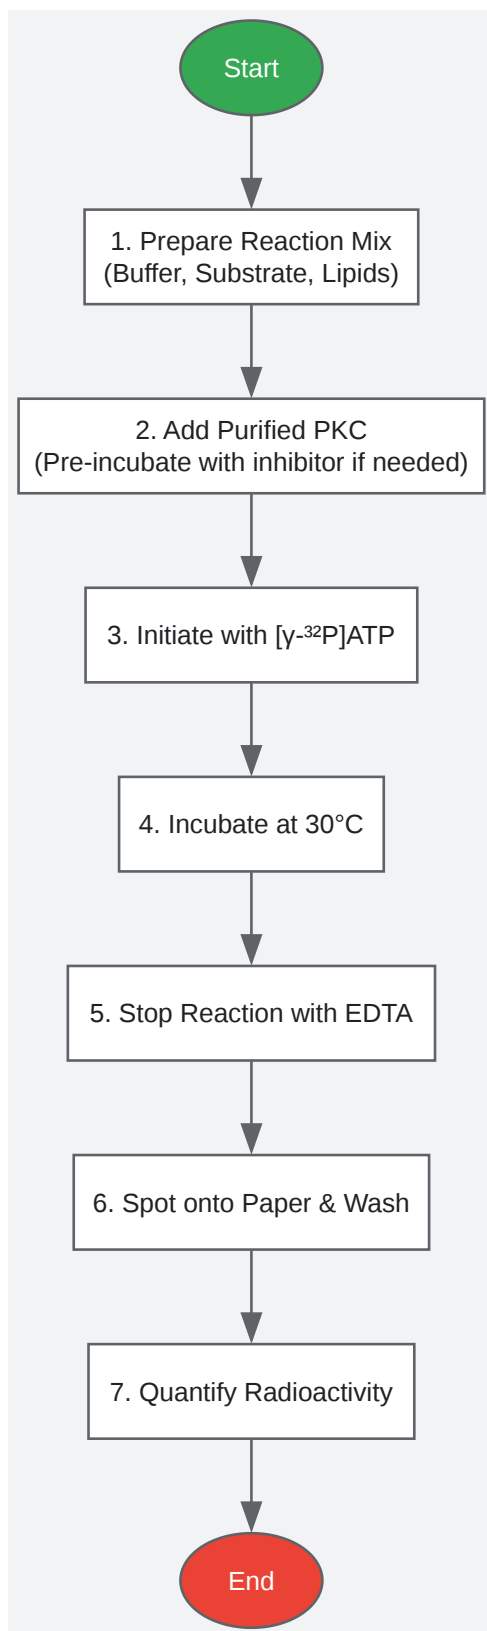 Start
1. Prepare Reaction Mix
(Buffer, Substrate, Lipids)
2. Add Purified PKC
(Pre-incubate with inhibitor if needed)
3. Initiate with [γ-³²P]ATP
4. Incubate at 30°C
5. Stop Reaction with EDTA
6. Spot onto Paper & Wash
7. Quantify Radioactivity
End